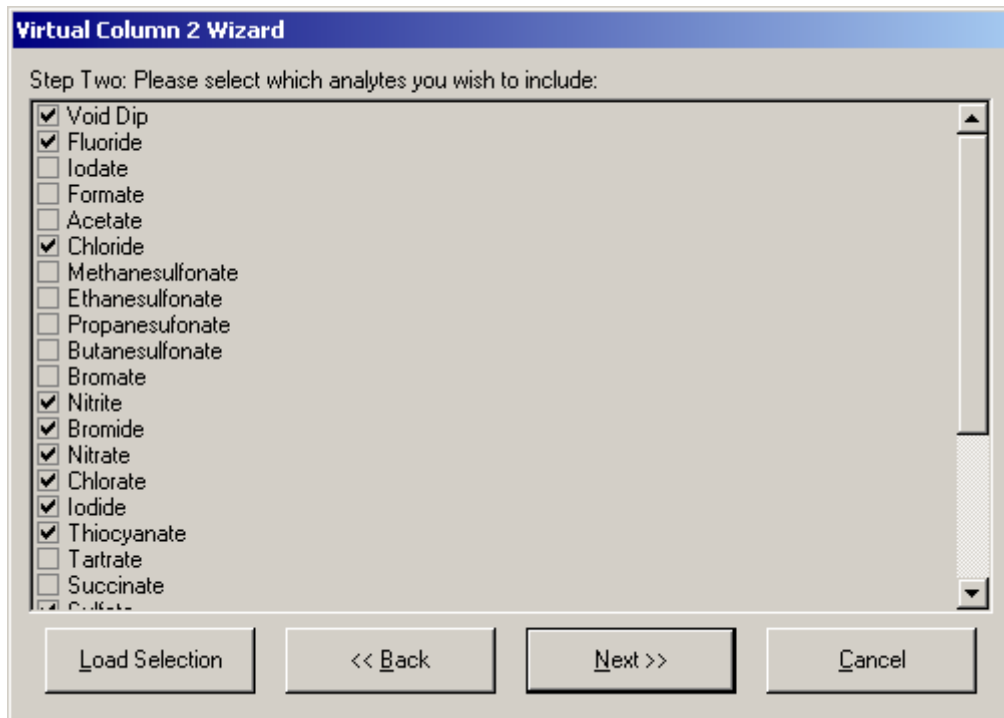 Virtual Column 2 Wizard
Step Two: Please select which analytes you wish to include:
Void Dip
Fluoride
Iodate
Formate
Acetate
Chloride
Methanesulfonate
Ethanesulfonate
Propanesufonate
Butanesulfonate
Bromate
Nitrite
Bromide
Nitrate
Chlorate
Iodide
Thiocyanate
Tartrate
Succinate
Sulfate
Load Selection
<< Back
Next >>
Cancel